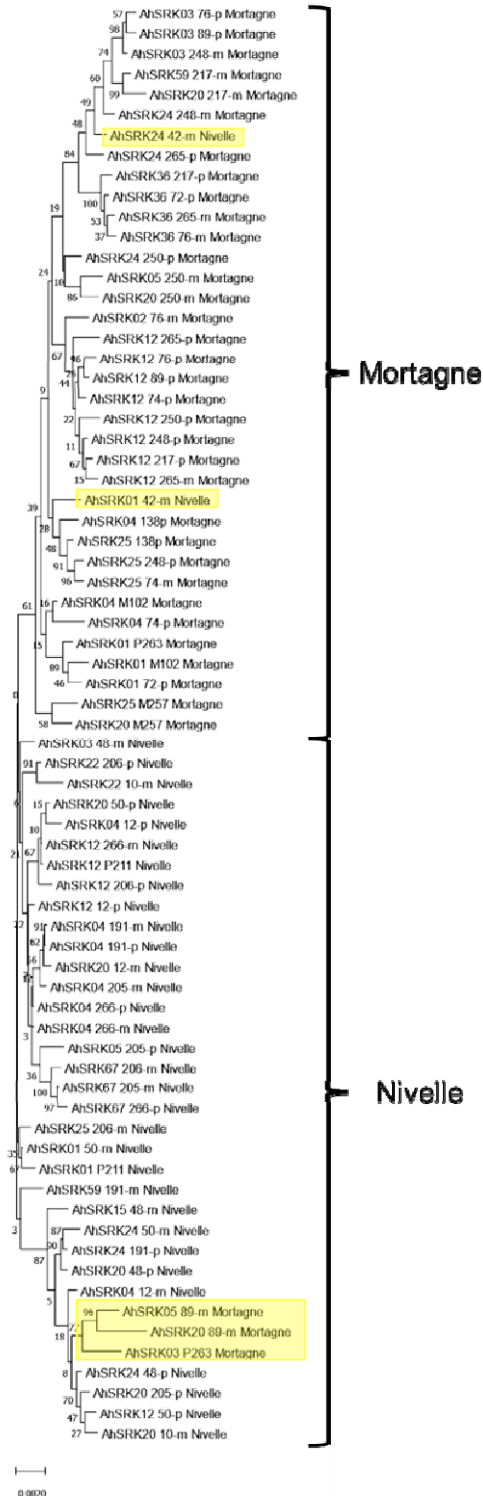 57
AhSRK03 76-p Mortagne
98
AhSRK03 89-p Mortagne
74
AhSRK03 248-m Mortagne
60
AhSRK59 217-m Mortagne
99
AhSRK20 217-m Mortagne
49
AhSRK24 248-m Mortagne
48
AhSRK24 42-m Nivelle
84
AhSRK24 265-p Mortagne
AhSRK36 217-p Mortagne
100
AhSRK36 72-p Mortagne
53
AhSRK36 265-m Mortagne
37
AhSRK36 76-m Mortagne
19
AhSRK24 250-p Mortagne
24
10
AhSRK05 250-m Mortagne
86
AhSRK20 250-m Mortagne
AhSRK02 76-m Mortagne
67
AhSRK12 265-p Mortagne
46
AhSRK12 76-p Mortagne
44
AhSRK12 89-p Mortagne
Mortagne
9
AhSRK12 74-p Mortagne
22
AhSRK12 250-p Mortagne
11
AhSRK12 248-p Mortagne
67
AhSRK12 217-p Mortagne
15
AhSRK12 265-m Mortagne
AhSRK01 42-m Nivelle
39
28
AhSRK04 138p Mortagne
48
AhSRK25 138p Mortagne
91
AhSRK25 248-p Mortagne
96
AhSRK25 74-m Mortagne
61
16
AhSRK04 M102 Mortagne
AhSRK04 74-p Mortagne
15
AhSRK01 P263 Mortagne
89
AhSRK01 M102 Mortagne
46
AhSRK01 72-p Mortagne
AhSRK25 M257 Mortagne
58
AhSRK20 M257 Mortagne
AhSRK03 48-m Nivelle
91
AhSRK22 206-p Nivelle
AhSRK22 10-m Nivelle
6
15
AhSRK20 50-p Nivelle
10
AhSRK04 12-p Nivelle
AhSRK12 266-m Nivelle
21
67
AhSRK12 P211 Nivelle
AhSRK12 206-p Nivelle
AhSRK12 12-p Nivelle
91
AhSRK04 191-m Nivelle
62
AhSRK04 191-p Nivelle
AhSRK20 12-m Nivelle
AhSRK04 205-m Nivelle
AhSRK04 266-p Nivelle
AhSRK04 266-m Nivelle
3
AhSRK05 205-p Nivelle
36
AhSRK67 206-m Nivelle
100
AhSRK67 205-m Nivelle
Nivelle
97
AhSRK67 266-p Nivelle
AhSRK25 206-m Nivelle
35
AhSRK01 50-m Nivelle
AhSRK01 P211 Nivelle
AhSRK59 191-m Nivelle
3
AhSRK15 48-m Nivelle
87
AhSRK24 50-m Nivelle
90
AhSRK24 191-p Nivelle
87
AhSRK20 48-p Nivelle
5
AhSRK04 12-m Nivelle
96
AhSRK05 89-m Mortagne
18
AhSRK20 89-m Mortagne
AhSRK03 P263 Mortagne
8
AhSRK24 48-p Nivelle
70
AhSRK20 205-p Nivelle
47
AhSRK12 50-p Nivelle
27
AhSRK20 10-m Nivelle
0.0020